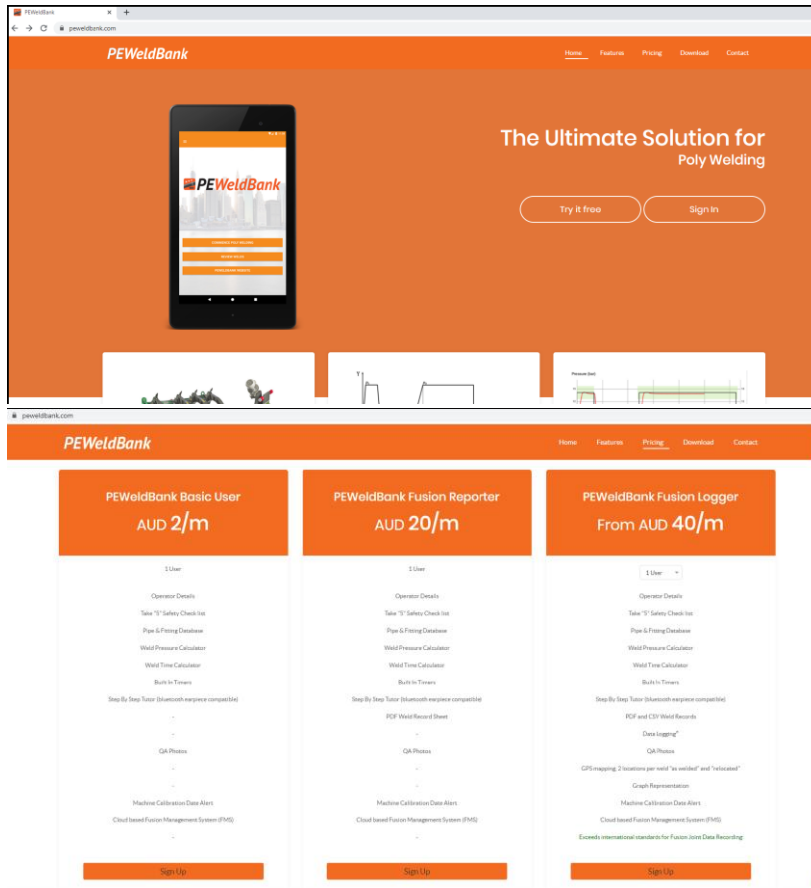 PEWeldBank
peweldbank.com
PEWeldBank
Home Features Pricing Download Contact
PEWeldBank
The Ultimate Solution for
Poly Welding
Try it free Sign In
Y
Pressure (bar)
peweldbank.com
PEWeldBank
Home Features Pricing Download Contact
PEWeldBank Basic User
AUD 2/m
1 User
Operator Details
Take "5" Safety Check list
Pipe & Fitting Database
Weld Pressure Calculator
Weld Time Calculator
Built In Timers
Step By Step Tutor (bluetooth earpiece compatible)
-
-
QA Photos
-
-
Machine Calibration Date Alerts
Cloud based Fusion Management System (FMS)
-
Sign Up
PEWeldBank Fusion Reporter
AUD 20/m
1 User
Operator Details
Take "5" Safety Check list
Pipe & Fitting Database
Weld Pressure Calculator
Weld Time Calculator
Built In Timers
Step By Step Tutor (bluetooth earpiece compatible)
PDF Weld Record Sheet
-
QA Photos
-
-
Machine Calibration Date Alerts
Cloud based Fusion Management System (FMS)
-
Sign Up
PEWeldBank Fusion Logger
From AUD 40/m
1 User
Operator Details
Take "5" Safety Check list
Pipe & Fitting Database
Weld Pressure Calculator
Weld Time Calculator
Built In Timers
Step By Step Tutor (bluetooth earpiece compatible)
PDF and CSV Weld Records
Data Logging*
QA Photos
GPS mapping, 2 locations per weld "as welded" and "relocated"
Graph Representation
Machine Calibration Date Alerts
Cloud based Fusion Management System (FMS)
Exceeds international standards for Fusion Joint Data Recording
Sign Up